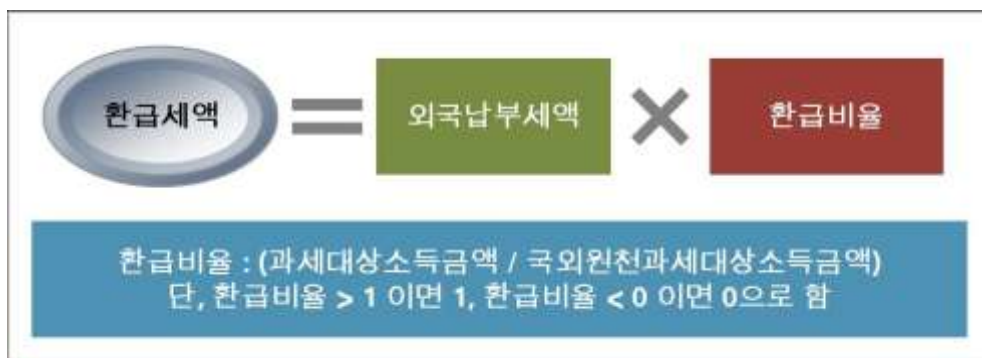 환급세액 = 외국납부세액 × 환급비율
환급비율 : (과세대상소득금액 / 국외원천과세대상소득금액)
단, 환급비율 > 1 이면 1, 환급비율 < 0 이면 0으로 함